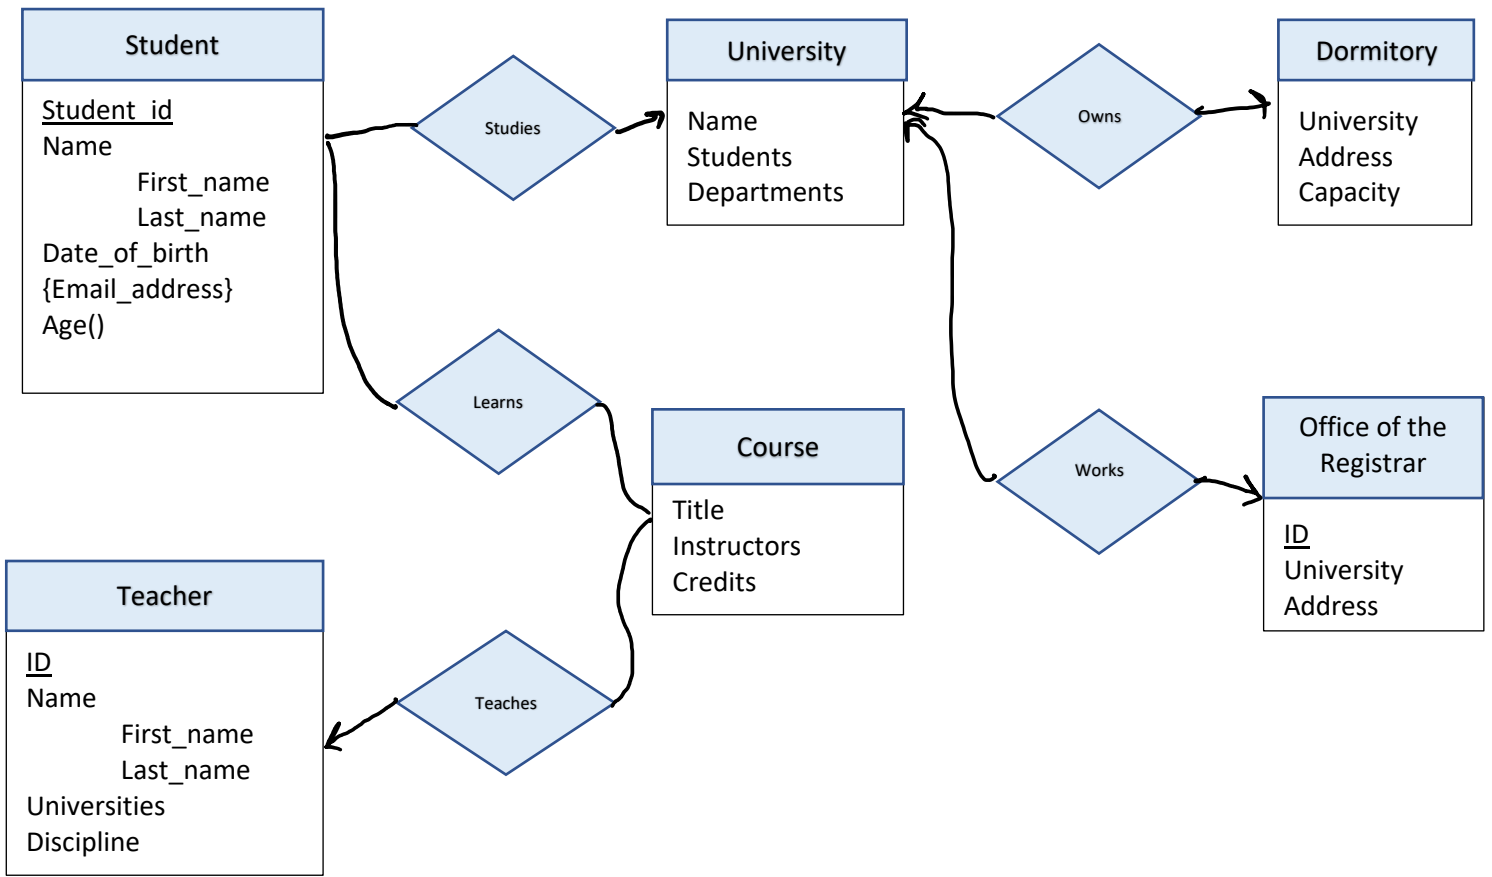 Student
Student_id
Name
First_name
Last_name
Date_of_birth
{Email_address}
Age()
Studies
University
Name
Students
Departments
Owns
Dormitory
University
Address
Capacity
Learns
Course
Title
Instructors
Credits
Works
Office of the
Registrar
ID
University
Address
Teacher
ID
Name
First_name
Last_name
Universities
Discipline
Teaches